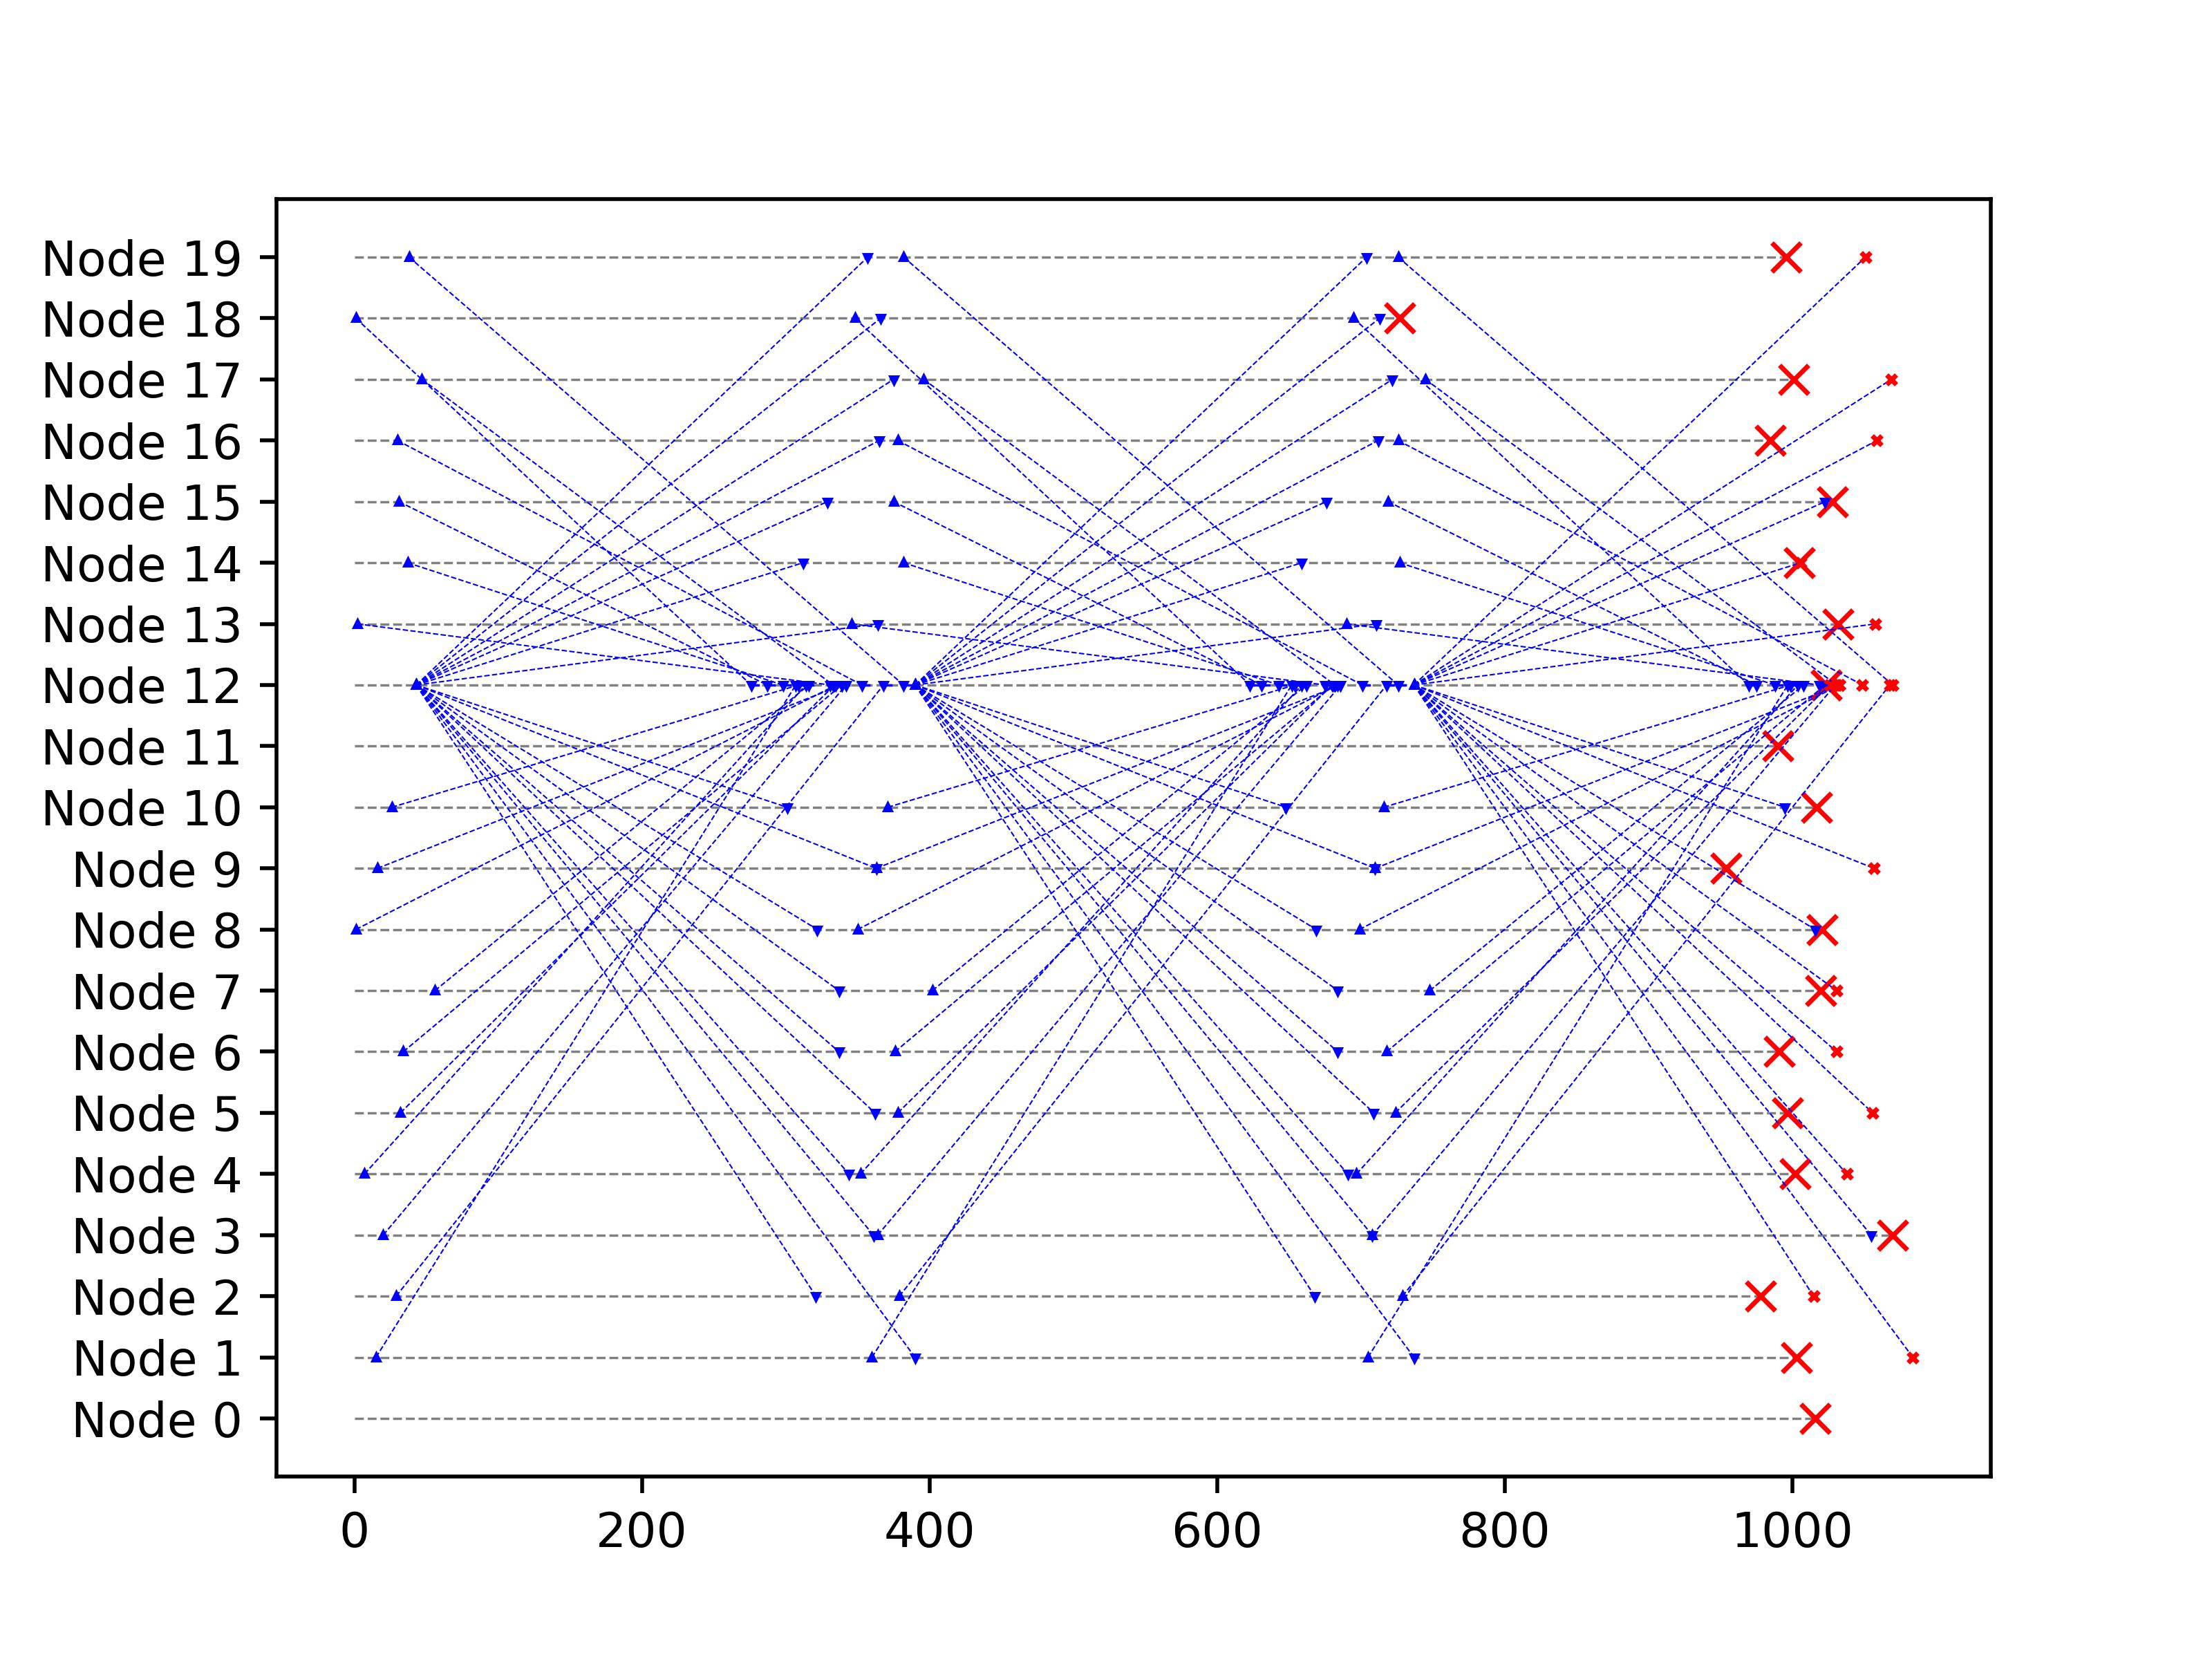 Node 19
Node 18
Node 17
Node 16
Node 15
Node 14
Node 13
Node 12
Node 11
Node 10
Node 9
Node 8
Node 7
Node 6
Node 5
Node 4
Node 3
Node 2
Node 1
Node 0
0 200 400 600 800 1000